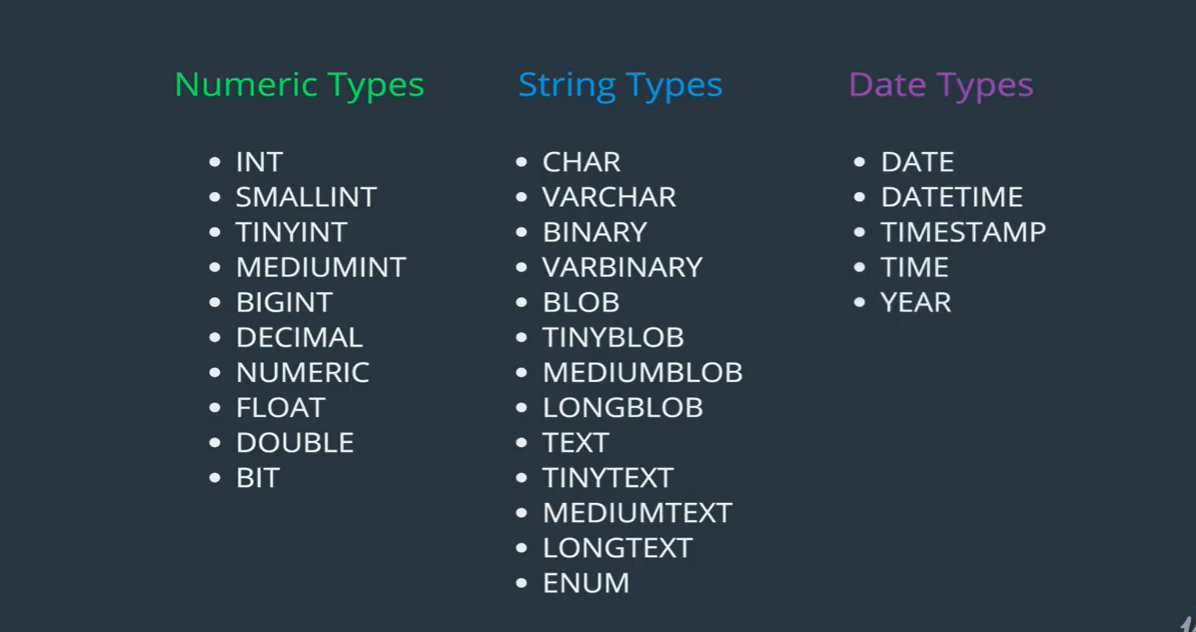 Numeric Types
• INT
• SMALLINT
• TINYINT
• MEDIUMINT
• BIGINT
• DECIMAL
• NUMERIC
• FLOAT
• DOUBLE
• BIT
String Types
• CHAR
• VARCHAR
• BINARY
• VARBINARY
• BLOB
• TINYBLOB
• MEDIUMBLOB
• LONGBLOB
• TEXT
• TINYTEXT
• MEDIUMTEXT
• LONGTEXT
• ENUM
Date Types
• DATE
• DATETIME
• TIMESTAMP
• TIME
• YEAR